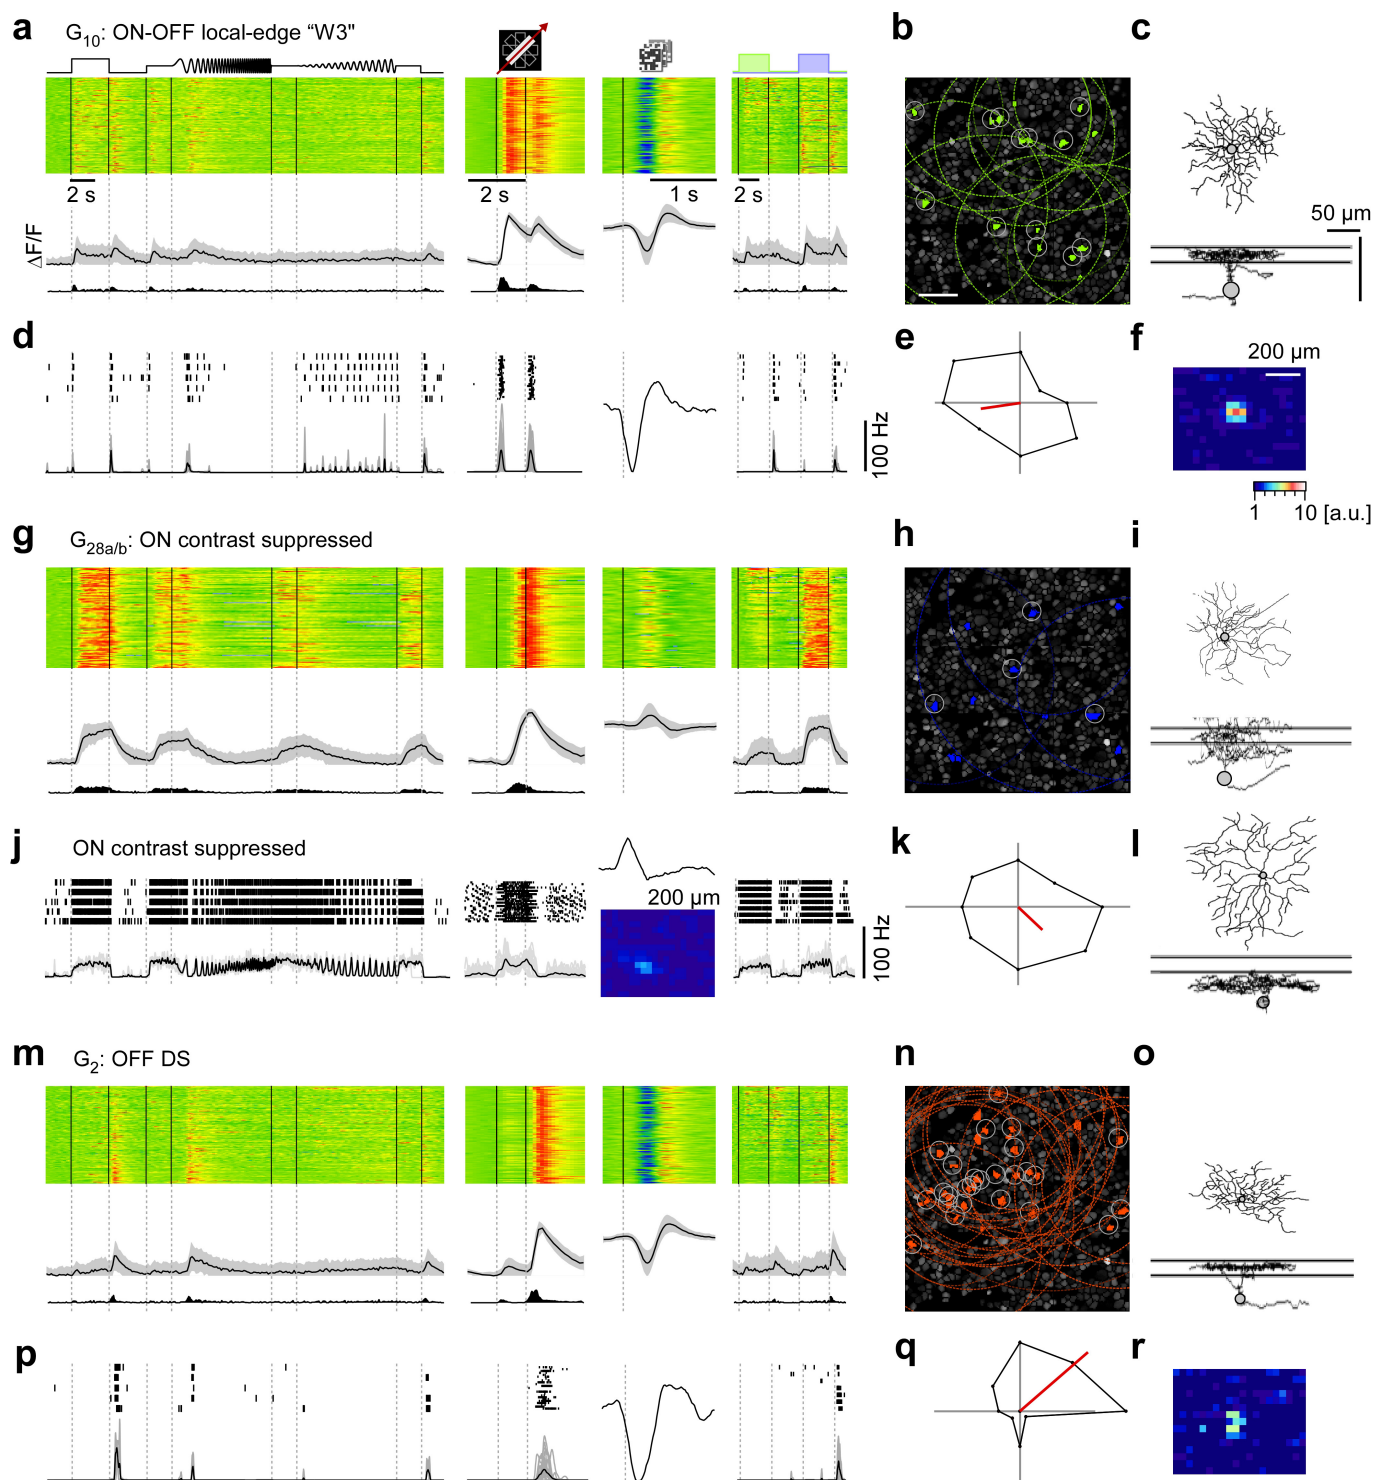 a
G10: ON-OFF local-edge “W3"
b
c
2 s
2 s
1 s
2 s
ΔF/F
50 µm
d
e
f
200 µm
100 Hz
1 10 [a.u.]
g
G28a/b: ON contrast suppressed
h
i
j
ON contrast suppressed
k
l
200 µm
100 Hz
m
G2: OFF DS
n
o
p
q
r